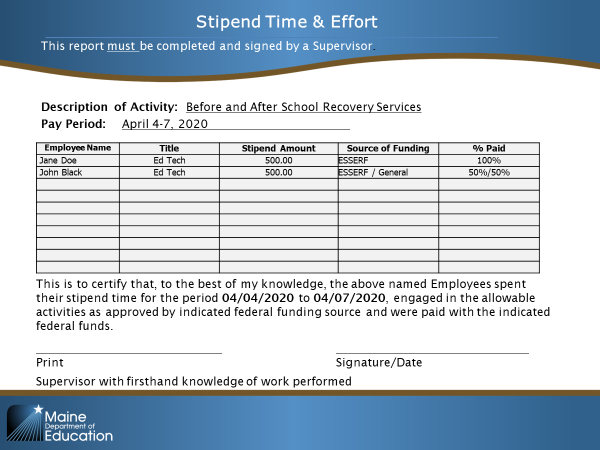 Stipend Time & Effort
This report must be completed and signed by a Supervisor.
Description of Activity: Before and After School Recovery Services
Pay Period: April 4-7, 2020
Employee Name Title Stipend Amount Source of Funding % Paid
Jane Doe Ed Tech 500.00 ESSERF 100%
John Black Ed Tech 500.00 ESSERF / General 50%/50%
This is to certify that, to the best of my knowledge, the above named Employees spent
their stipend time for the period 04/04/2020 to 04/07/2020, engaged in the allowable
activities as approved by indicated federal funding source and were paid with the indicated
federal funds.
Print Signature/Date
Supervisor with firsthand knowledge of work performed
Maine
Department of
Education